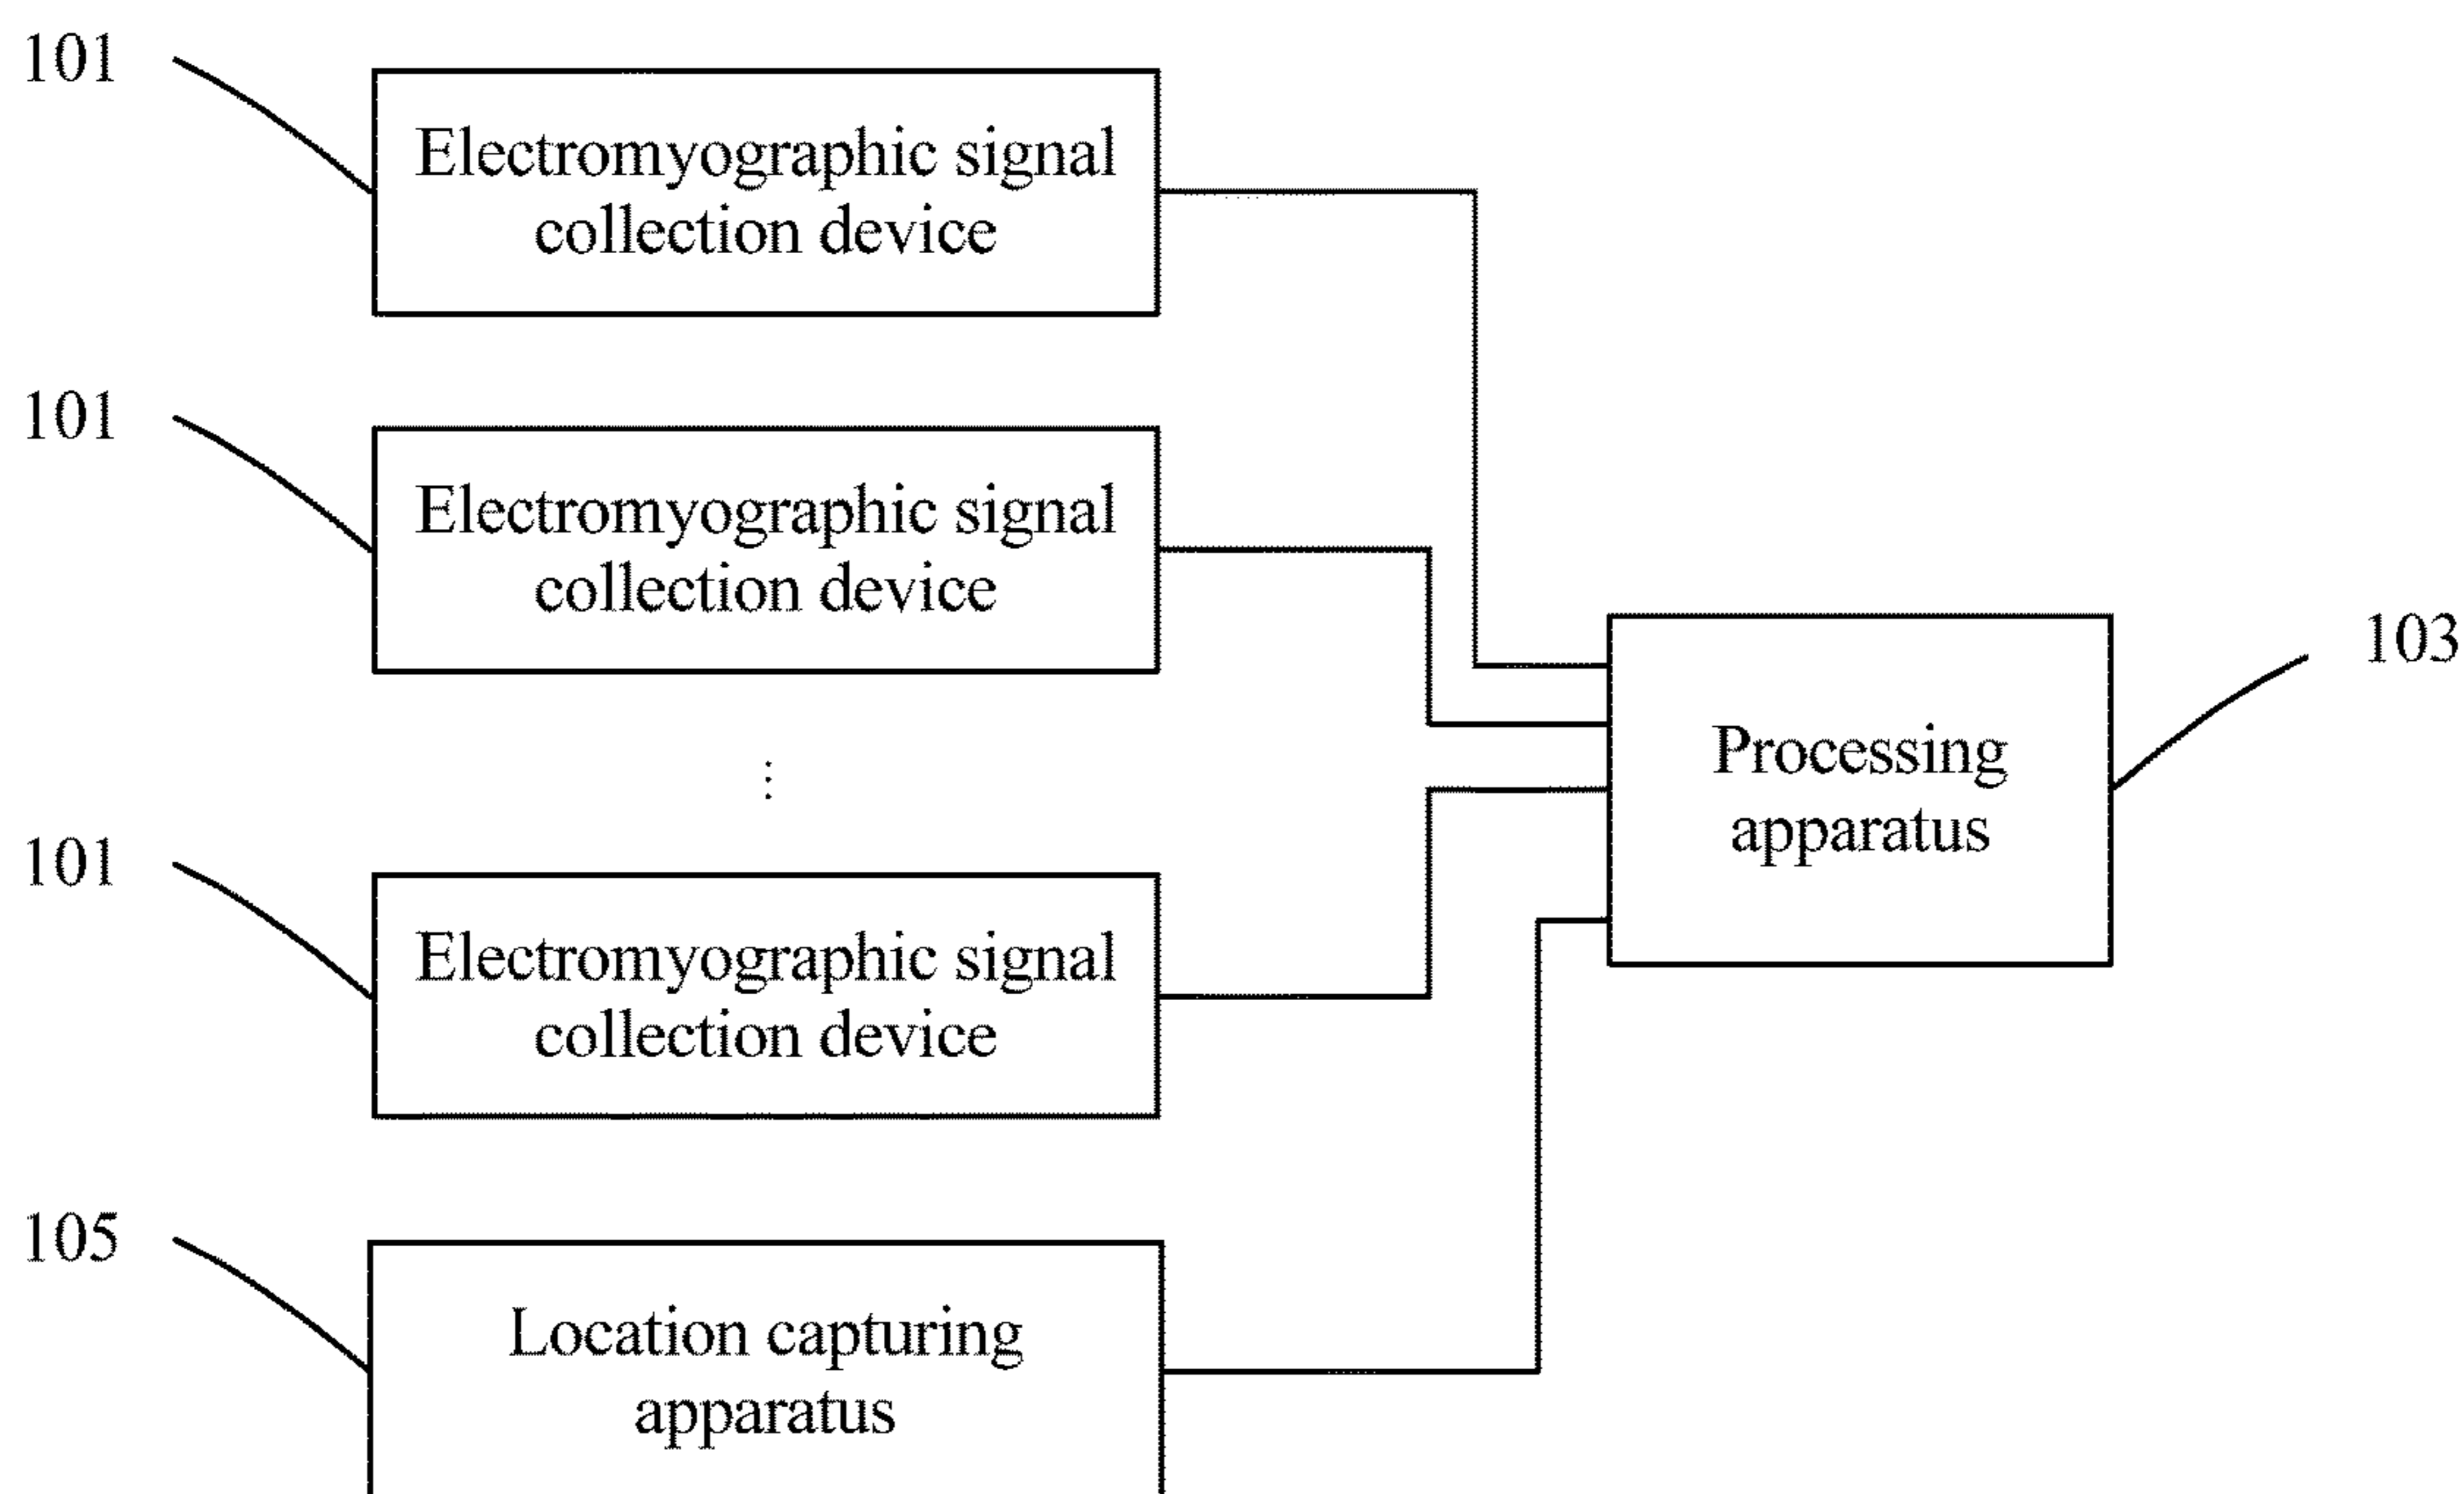 101
Electromyographic signal
collection device
101
Electromyographic signal
collection device
103
Processing
apparatus
⋮
101
Electromyographic signal
collection device
105
Location capturing
apparatus